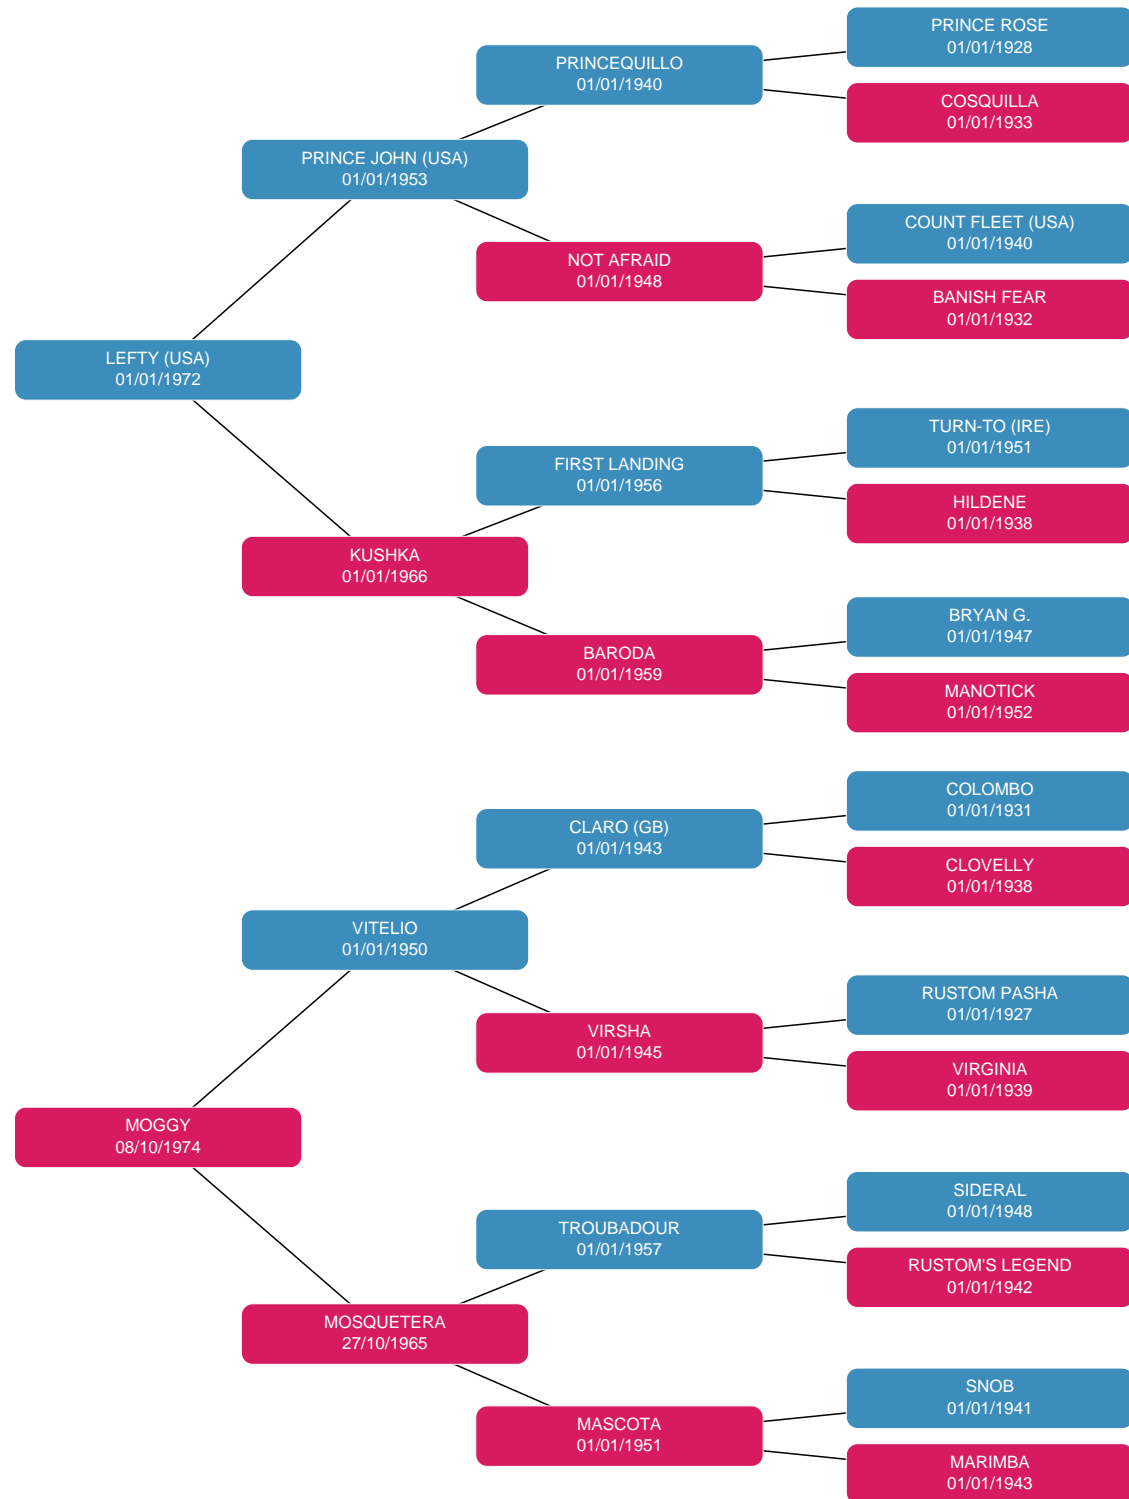 PRINCE ROSE
01/01/1928
PRINCEQUILLO
01/01/1940
COSQUILLA
01/01/1933
PRINCE JOHN (USA)
01/01/1953
COUNT FLEET (USA)
01/01/1940
NOT AFRAID
01/01/1948
BANISH FEAR
01/01/1932
LEFTY (USA)
01/01/1972
TURN-TO (IRE)
01/01/1951
FIRST LANDING
01/01/1956
HILDENE
01/01/1938
KUSHKA
01/01/1966
BRYAN G.
01/01/1947
BARODA
01/01/1959
MANOTICK
01/01/1952
COLOMBO
01/01/1931
CLARO (GB)
01/01/1943
CLOVELLY
01/01/1938
VITELIO
01/01/1950
RUSTOM PASHA
01/01/1927
VIRSHA
01/01/1945
VIRGINIA
01/01/1939
MOGGY
08/10/1974
SIDERAL
01/01/1948
TROUBADOUR
01/01/1957
RUSTOM'S LEGEND
01/01/1942
MOSQUETERA
27/10/1965
SNOB
01/01/1941
MASCOTA
01/01/1951
MARIMBA
01/01/1943